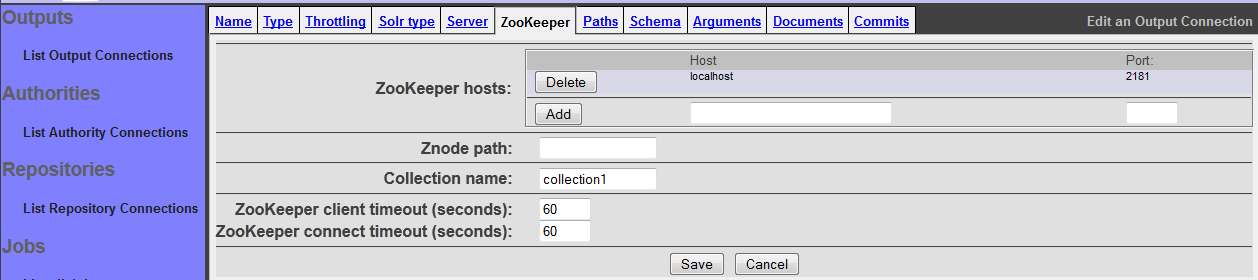 Outputs
List Output Connections
Authorities
List Authority Connections
Repositories
List Repository Connections
Jobs
Name Type Throttling Solr type Server ZooKeeper Paths Schema Arguments Documents Commits Edit an Output Connection
ZooKeeper hosts:
Host Port:
Delete localhost 2181
Add
Znode path:
Collection name: collection1
ZooKeeper client timeout (seconds): 60
ZooKeeper connect timeout (seconds): 60
Save Cancel